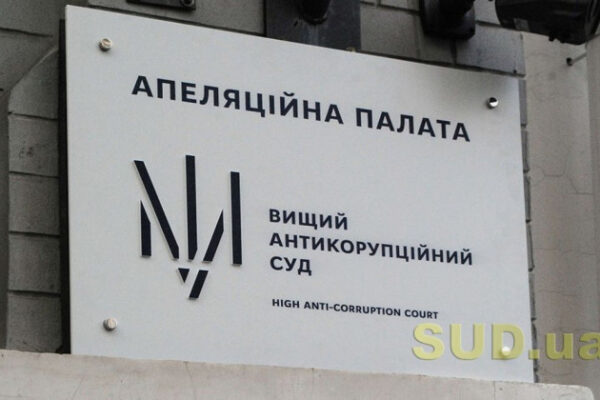 АПЕЛЯЦІЙНА ПАЛАТА
ВИЩИЙ
АНТИКОРУПЦІЙНИЙ
СУД
HIGH ANTI-CORRUPTION COURT
SUD.ua